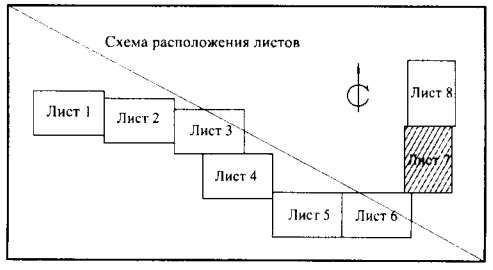 Схема расположения листов
Лист 1
Лист 2
Лист 3
Лист 4
Лист 5
Лист 6
Лист 7
Лист 8
С